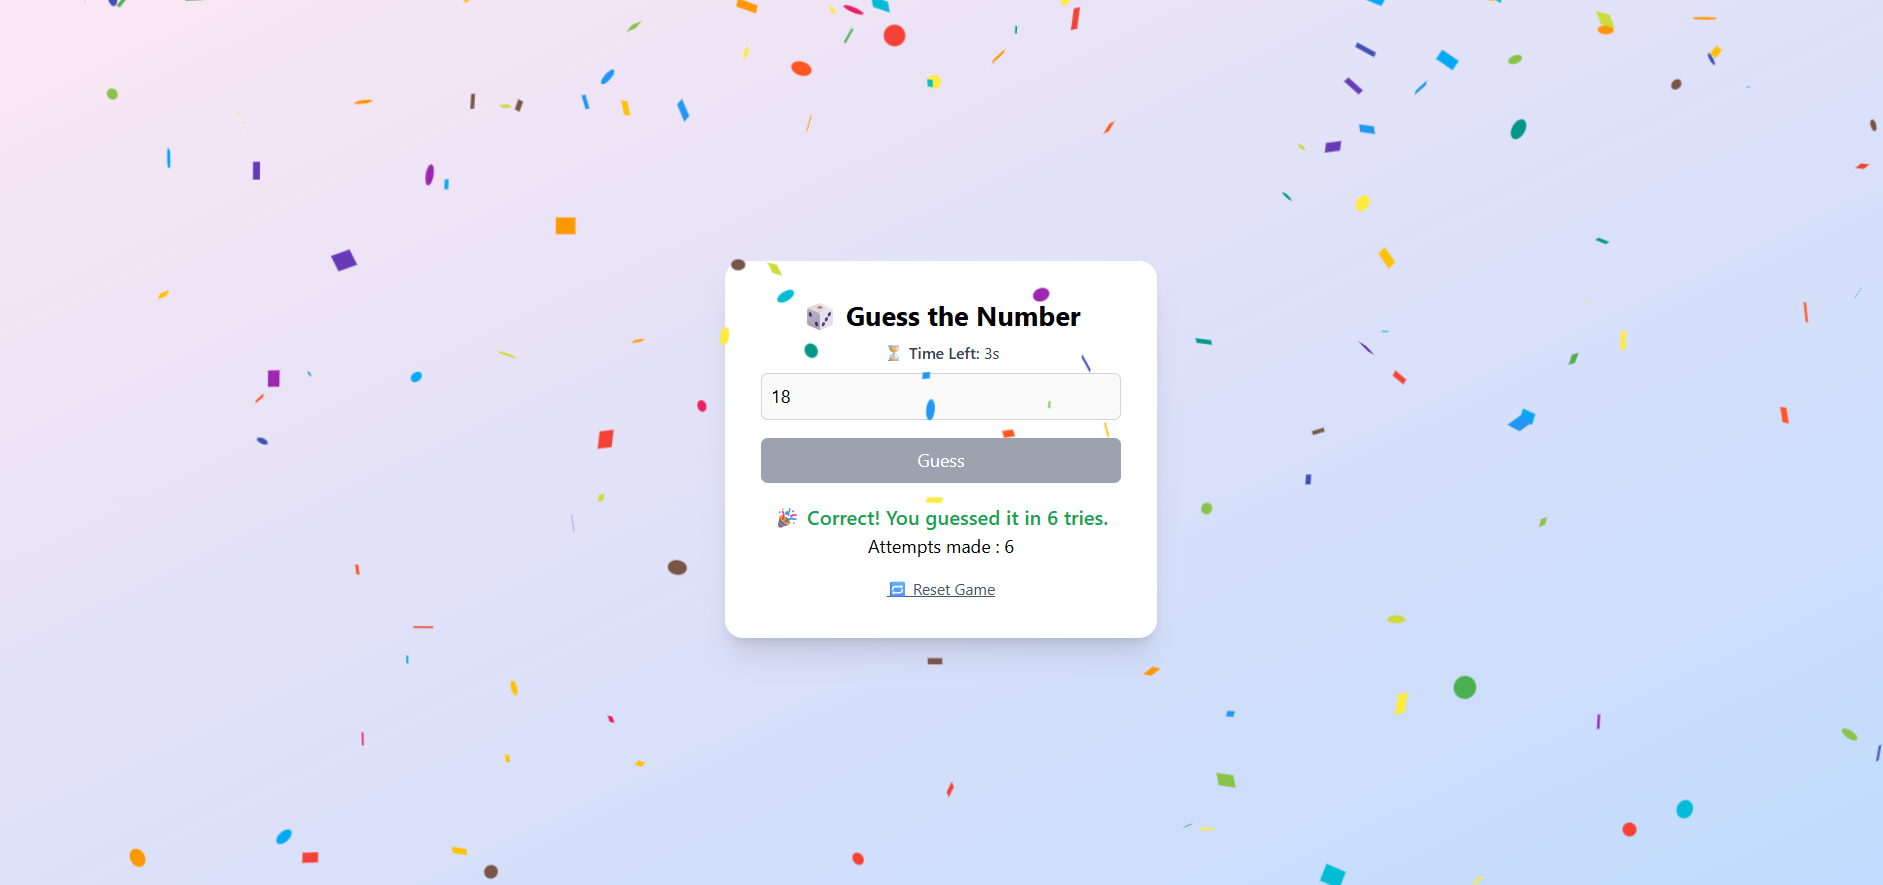 Guess the Number
Time Left: 3s
18
Guess
Correct! You guessed it in 6 tries.
Attempts made : 6
Reset Game